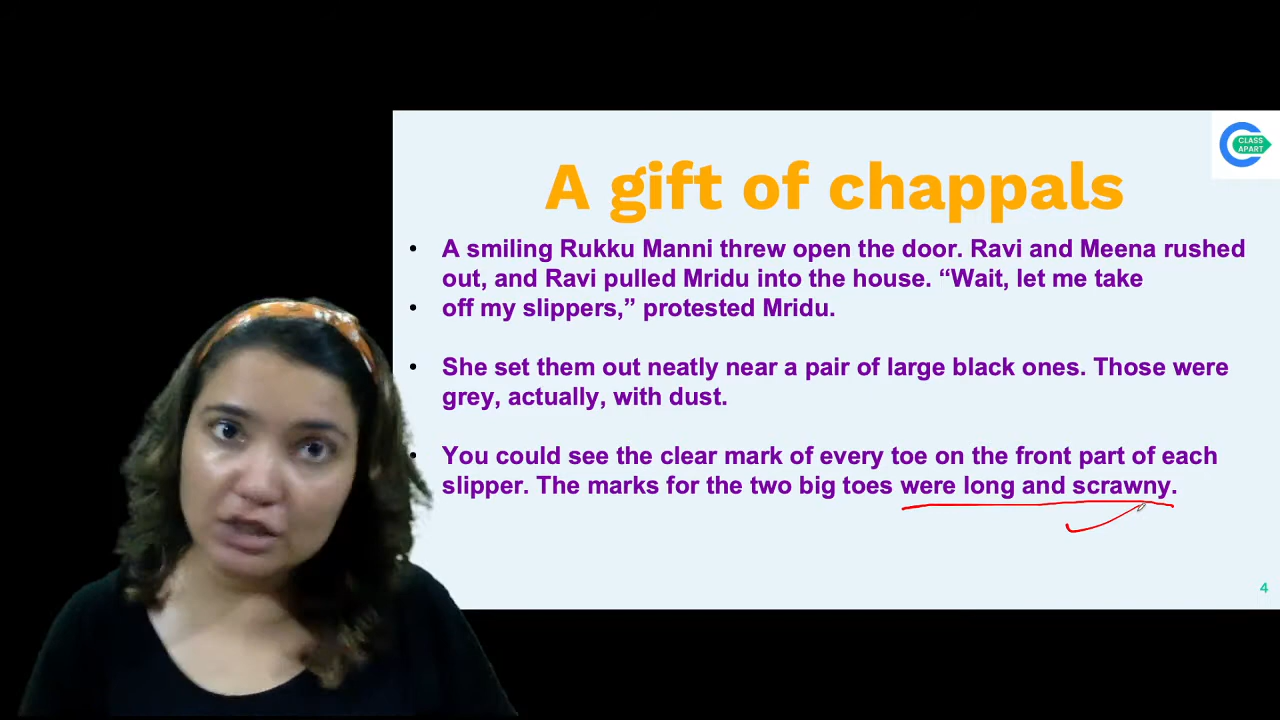 CLASS
APART
A gift of chappals
• A smiling Rukku Manni threw open the door. Ravi and Meena rushed
out, and Ravi pulled Mridu into the house. “Wait, let me take
• off my slippers,” protested Mridu.
• She set them out neatly near a pair of large black ones. Those were
grey, actually, with dust.
• You could see the clear mark of every toe on the front part of each
slipper. The marks for the two big toes were long and scrawny.
4